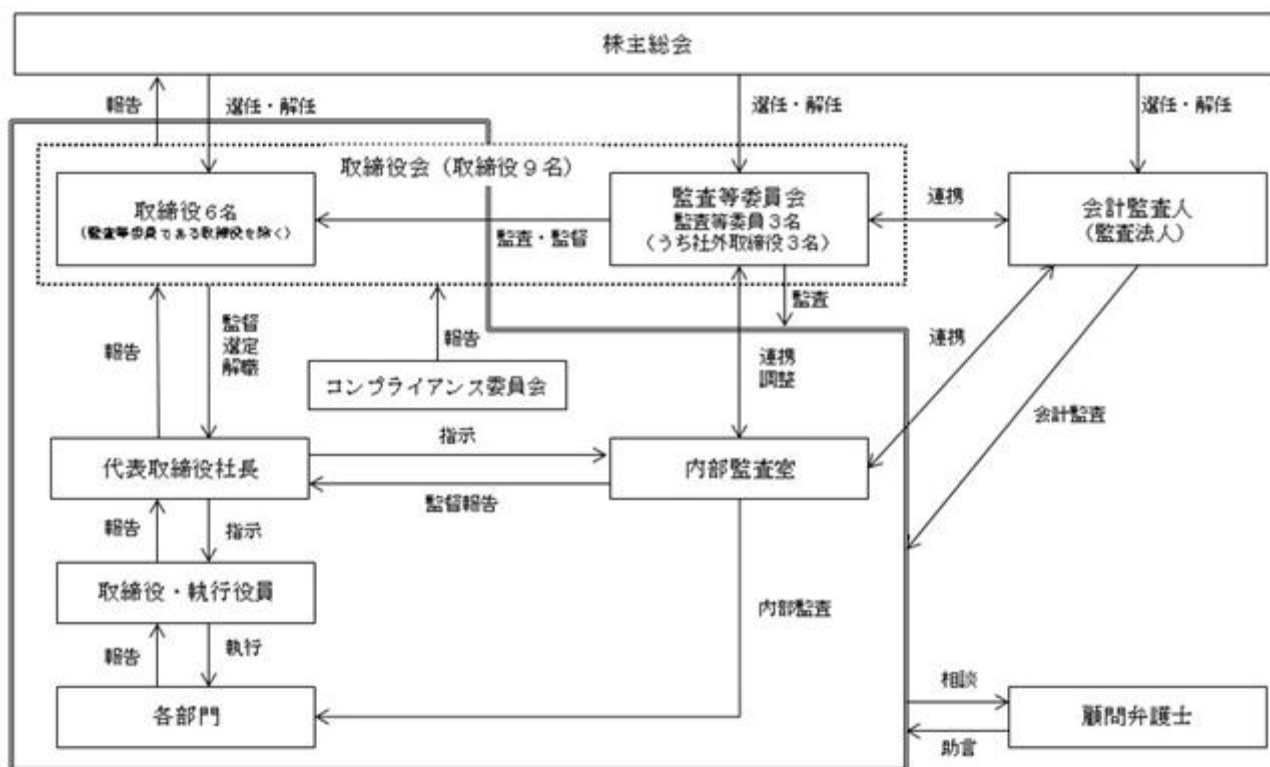 株主総会
報告
選任・解任
選任・解任
選任・解任
取締役会（取締役９名）
取締役６名
（監査等委員である取締役を除く）
監査・監督
監査等委員会
監査等委員３名
（うち社外取締役３名）
連携
会計監査人
（監査法人）
監査
報告
監督
選定
解職
報告
コンプライアンス委員会
連携
調整
連携
会計監査
代表取締役社長
指示
監督報告
内部監査室
報告
指示
取締役・執行役員
内部監査
報告
執行
各部門
相談
助言
顧問弁護士